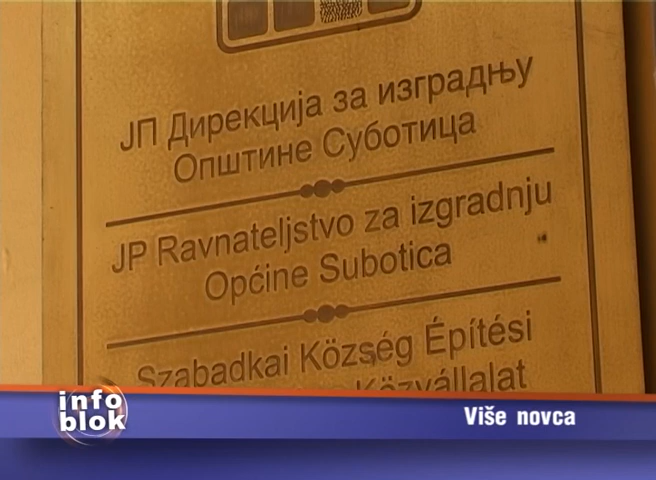 ЈП Дирекција за изградњу
Општине Суботица
JP Ravnateljstvo za izgradnju
Općine Subotica
Szabadkai Község Építési
Közvállalat
info
blok
Više novca